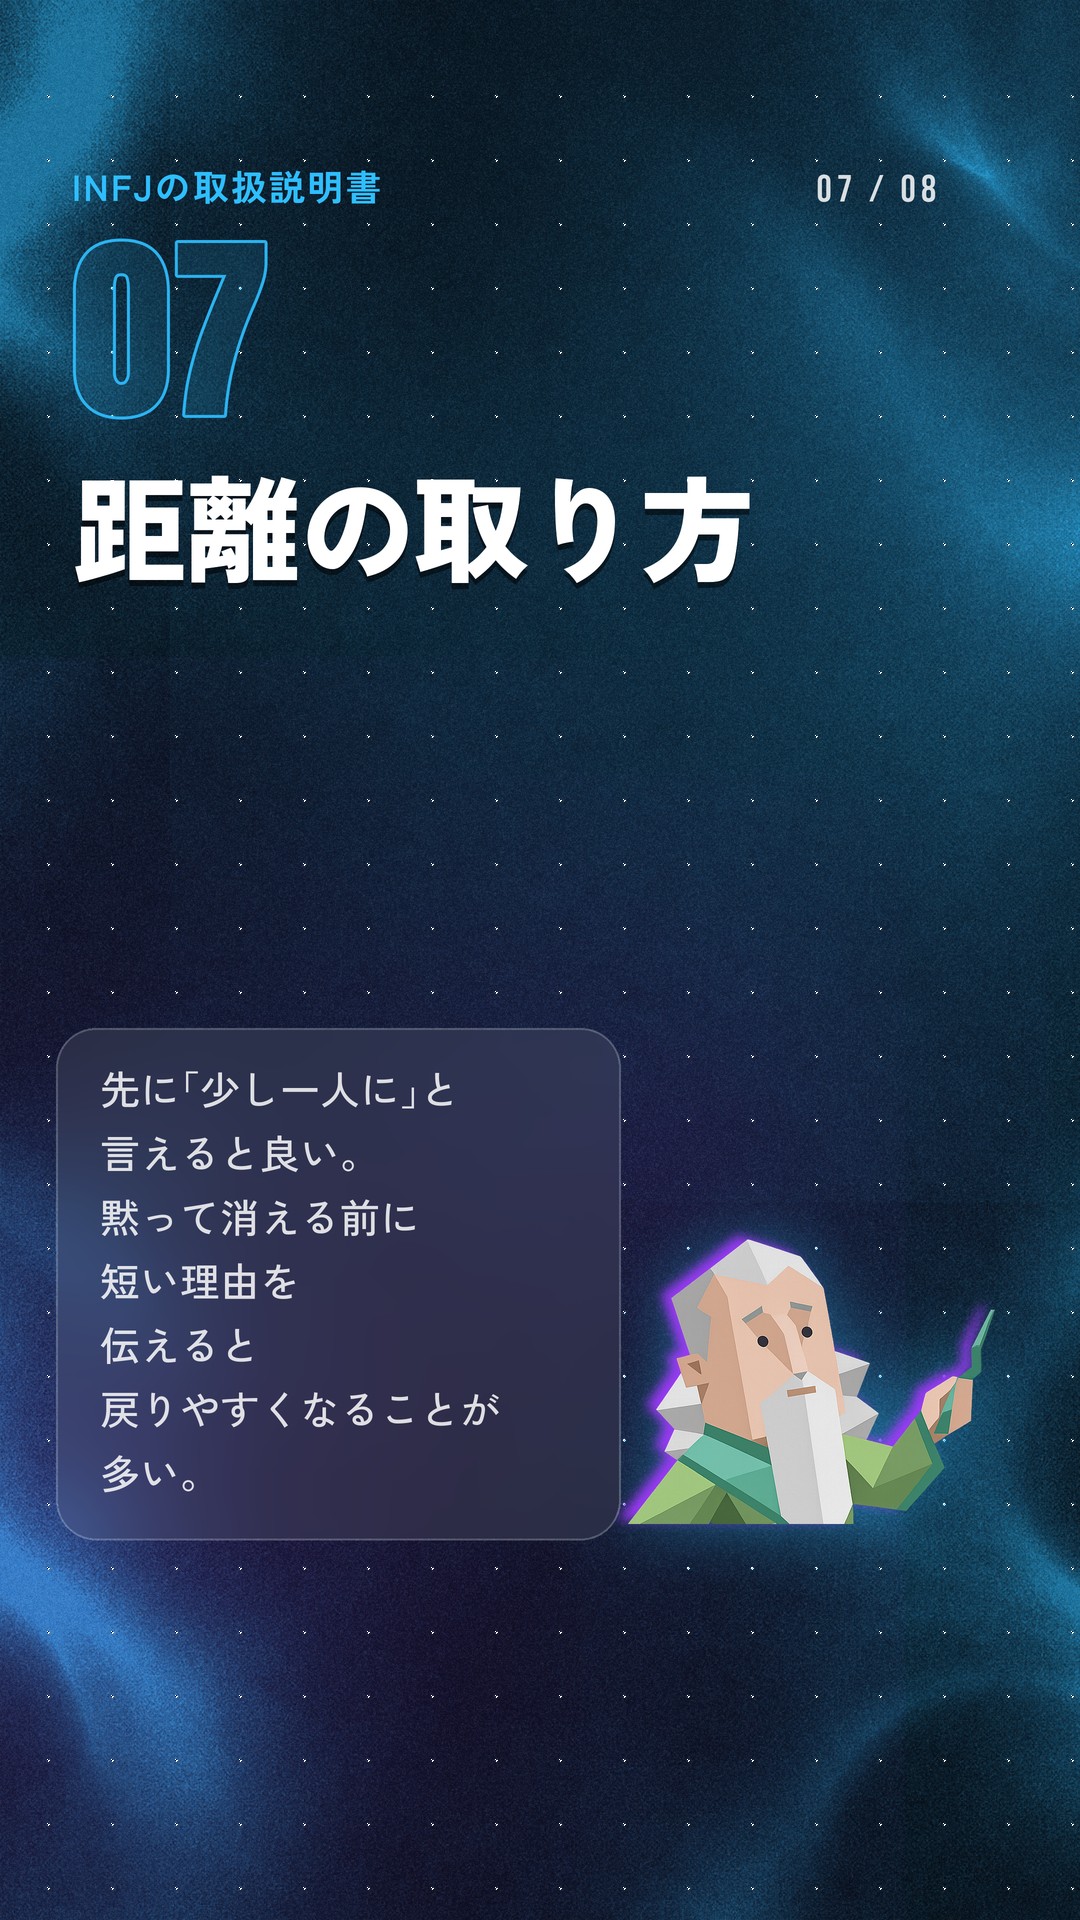 INFJの取扱説明書
07 / 08
07
距離の取り方
先に「少し一人に」と
言えると良い。
黙って消える前に
短い理由を
伝えると
戻りやすくなることが
多い。